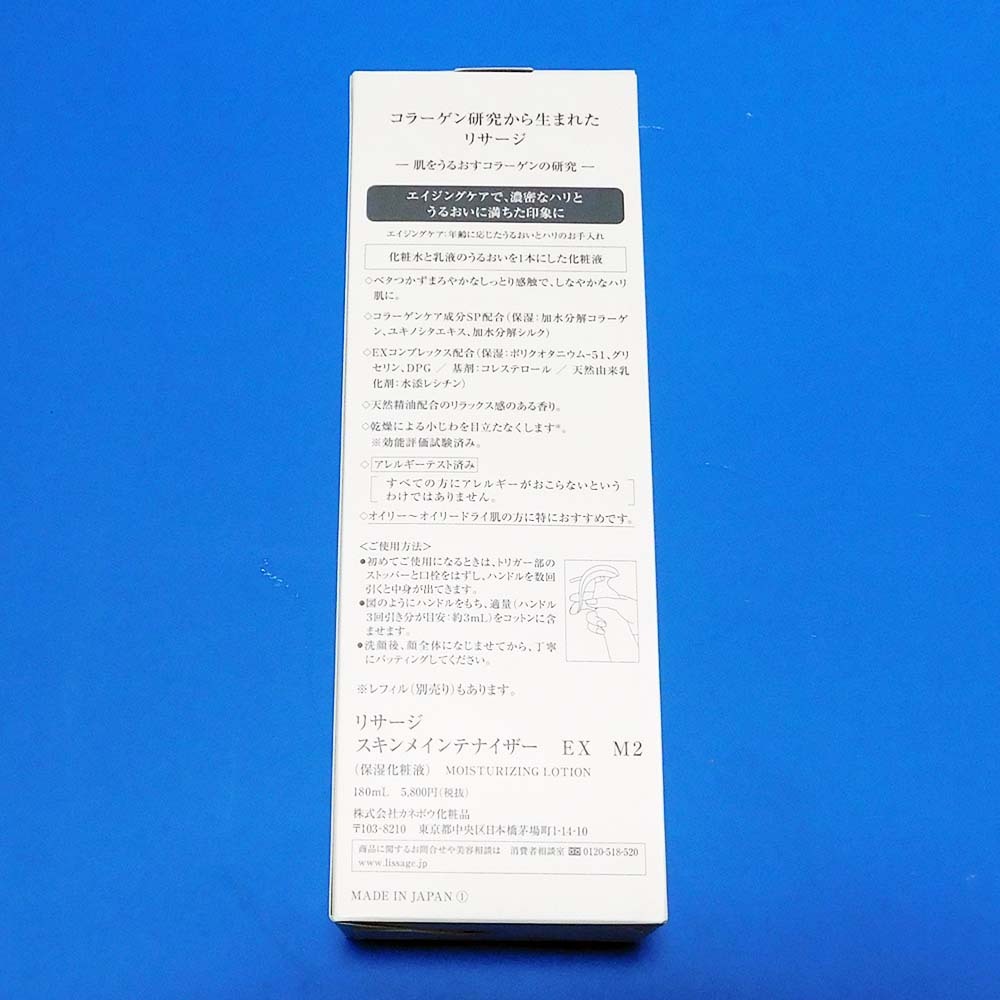 コラーゲン研究から生まれた
リサージ
― 肌をうるおすコラーゲンの研究 ―
エイジングケアで、濃密なハリと
うるおいに満ちた印象に
エイジングケア：年齢に応じたうるおいとハリのお手入れ
化粧水と乳液のうるおいを1本にした化粧液
◇ベタつかずまろやかなしっとり感触で、しなやかなハリ
肌に。
◇コラーゲンケア成分SP配合（保湿：加水分解コラーゲ
ン、ユキノシタエキス、加水分解シルク）
◇EXコンプレックス配合（保湿：ポリクオタニウム-51、グリ
セリン、DPG ／ 基剤：コレステロール ／ 天然由来乳
化剤：水添レシチン）
◇天然精油配合のリラックス感のある香り。
◇乾燥による小じわを目立たなくします※。
※効能評価試験済み。
◇アレルギーテスト済み
すべての方にアレルギーがおこらないという
わけではありません。
◇オイリー～オイリードライ肌の方に特におすすめです。
＜ご使用方法＞
●初めてご使用になるときは、トリガー部の
ストッパーと口栓をはずし、ハンドルを数回
引くと中身が出てきます。
●図のようにハンドルをもち、適量（ハンドル
3回引き分が目安：約3mL）をコットンに含
ませます。
●洗顔後、顔全体になじませてから、丁寧
にパッティングしてください。
※レフィル（別売り）もあります。
リサージ
スキンメインテナイザー EX M2
（保湿化粧液） MOISTURIZING LOTION
180mL 5,800円（税抜）
株式会社カネボウ化粧品
〒103-8210 東京都中央区日本橋茅場町1-14-10
商品に関するお問合せや美容相談は 消費者相談室 0120-518-520
www.lissage.jp
MADE IN JAPAN ①